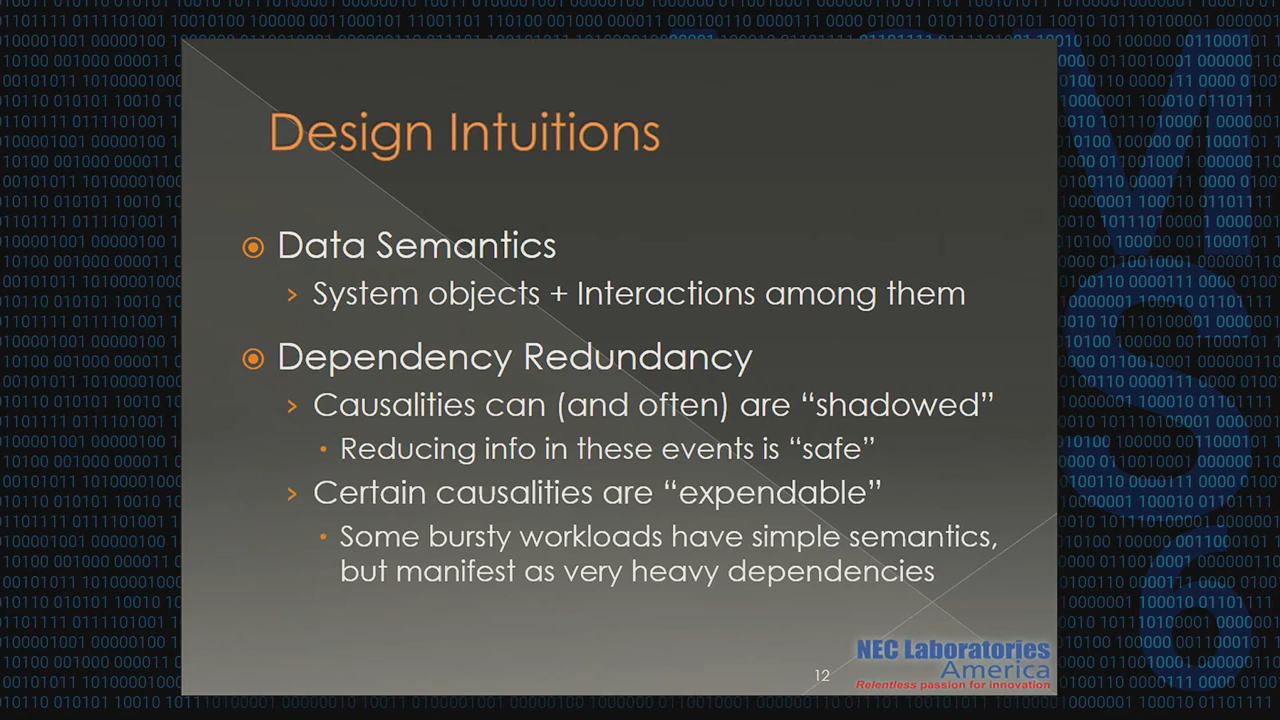 Design Intuitions
Data Semantics
System objects + Interactions among them
Dependency Redundancy
Causalities can (and often) are “shadowed”
Reducing info in these events is “safe”
Certain causalities are “expendable”
Some bursty workloads have simple semantics,
but manifest as very heavy dependencies
12
NEC Laboratories
America
Relentless passion for innovation